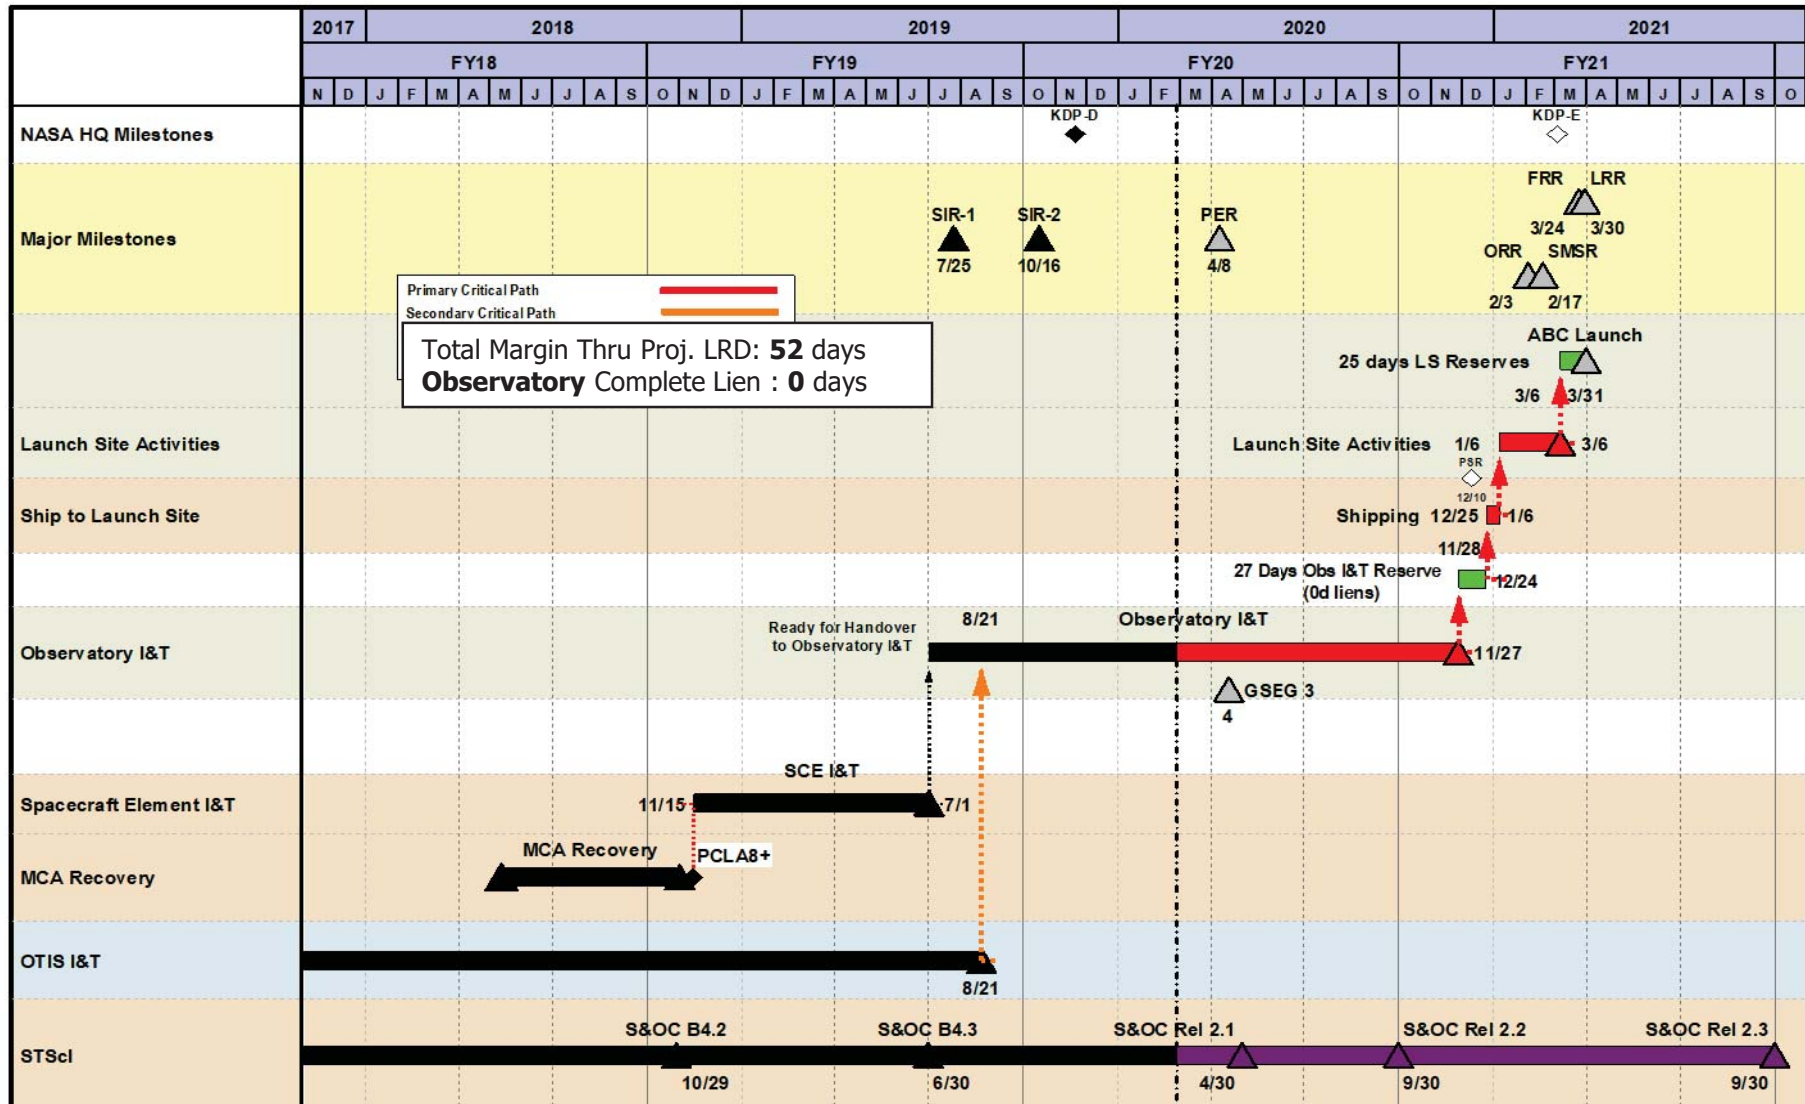 2017 2018 2019 2020 2021
FY18 FY19 FY20 FY21
N D J F M A M J J A S O N D J F M A M J J A S O N D J F M A M J J A S O N D J F M A M J J A S O
NASA HQ Milestones
KDP-D
KDP-E
Major Milestones
SIR-1
7/25
SIR-2
10/16
PER
4/8
FRR LRR
3/24 3/30
ORR SMSR
2/3 2/17
Primary Critical Path
Secondary Critical Path
Total Margin Thru Proj. LRD: 52 days
Observatory Complete Lien : 0 days
ABC Launch
25 days LS Reserves
3/6 3/31
Launch Site Activities
Launch Site Activities 1/6 3/6
PSR
12/10
Ship to Launch Site
Shipping 12/25 1/6
11/28
27 Days Obs I&T Reserve
(0d liens)
12/24
Observatory I&T
Ready for Handover
to Observatory I&T
8/21
Observatory I&T
11/27
GSEG 3
4
Spacecraft Element I&T
SCE I&T
11/15 7/1
MCA Recovery
MCA Recovery
PCLA8+
OTIS I&T
8/21
STScI
S&OC B4.2
10/29
S&OC B4.3
6/30
S&OC Rel 2.1
4/30
S&OC Rel 2.2
9/30
S&OC Rel 2.3
9/30